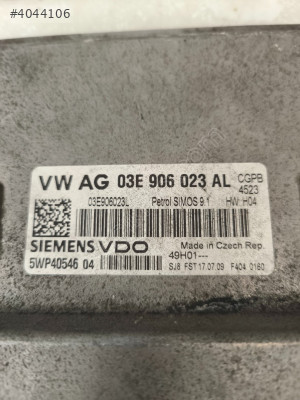 #4044106
VW AG 03E 906 023 AL CGPB
4523
03E906023L Petrol SIMOS 9.1 HW: H04
SIEMENS VDO Made in Czech Rep.
5WP40546 04 49H01---
SJ8 FST 17.07.09 F404 0160